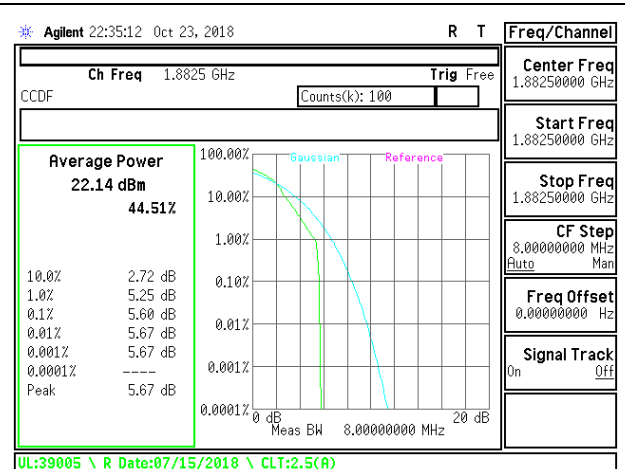 Agilent 22:35:12 Oct 23, 2018 R T
Freq/Channel
Ch Freq 1.8825 GHz Trig Free
CCDF Counts(k): 100
Average Power
22.14 dBm
44.51%
10.0% 2.72 dB
1.0% 5.25 dB
0.1% 5.60 dB
0.01% 5.67 dB
0.001% 5.67 dB
0.0001% ----
Peak 5.67 dB
Gaussian Reference
100.00%
10.00%
1.00%
0.10%
0.01%
0.001%
0.0001%
0 dB 20 dB
Meas BW 8.00000000 MHz
Center Freq
1.88250000 GHz
Start Freq
1.88250000 GHz
Stop Freq
1.88250000 GHz
CF Step
8.00000000 MHz
Auto Man
Freq Offset
0.00000000 Hz
Signal Track
On Off
UL:39005 \ R Date:07/15/2018 \ CLT:2.5(A)